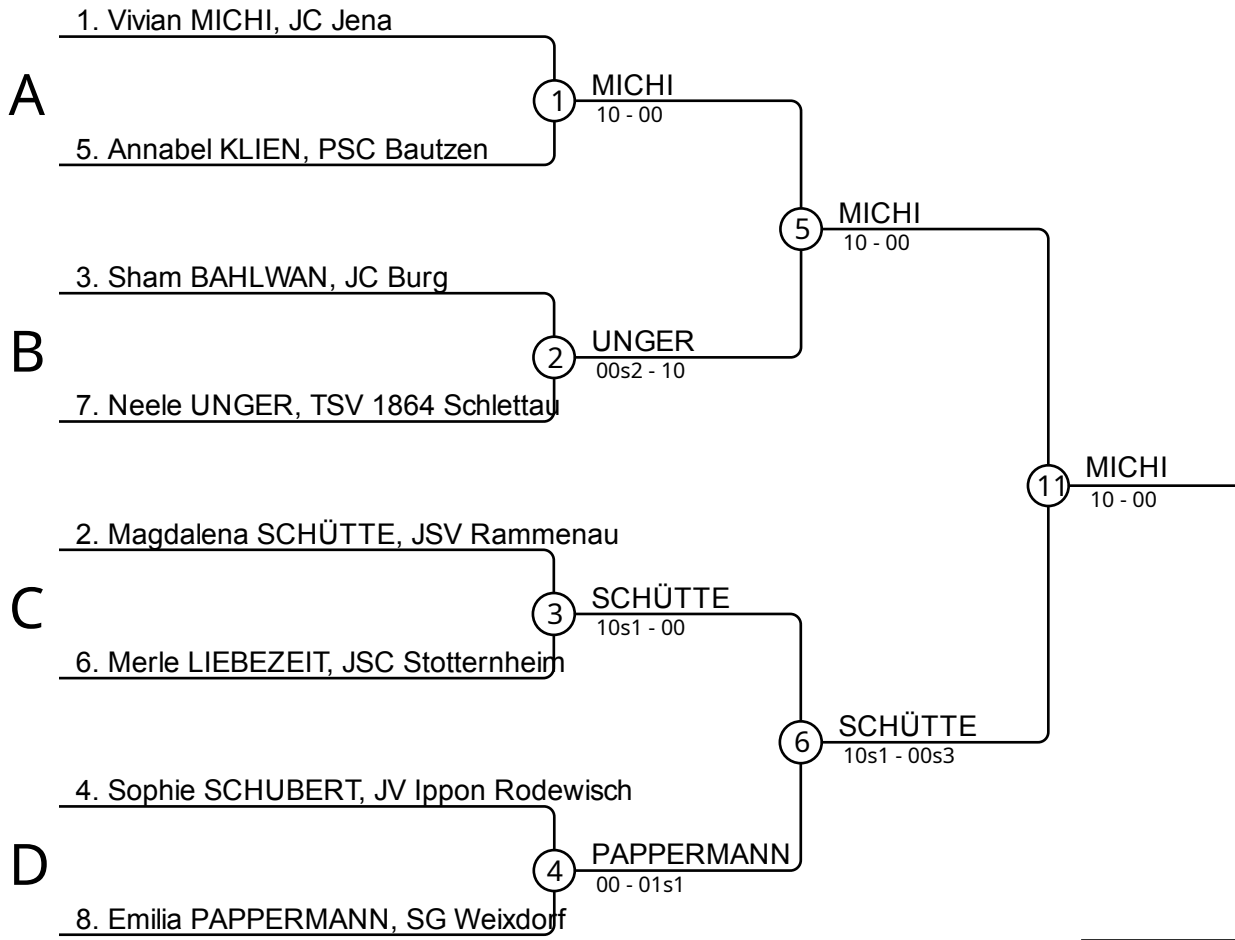 1. Vivian MICHI, JC Jena
A
1
MICHI
10 - 00
5. Annabel KLIEN, PSC Bautzen
5
MICHI
10 - 00
3. Sham BAHLWAN, JC Burg
B
2
UNGER
00s2 - 10
7. Neele UNGER, TSV 1864 Schlettau
11
MICHI
10 - 00
2. Magdalena SCHÜTTE, JSV Rammenau
C
3
SCHÜTTE
10s1 - 00
6. Merle LIEBEZEIT, JSC Stotternheim
6
SCHÜTTE
10s1 - 00s3
4. Sophie SCHUBERT, JV Ippon Rodewisch
D
4
PAPPERMANN
00 - 01s1
8. Emilia PAPPERMANN, SG Weixdorf